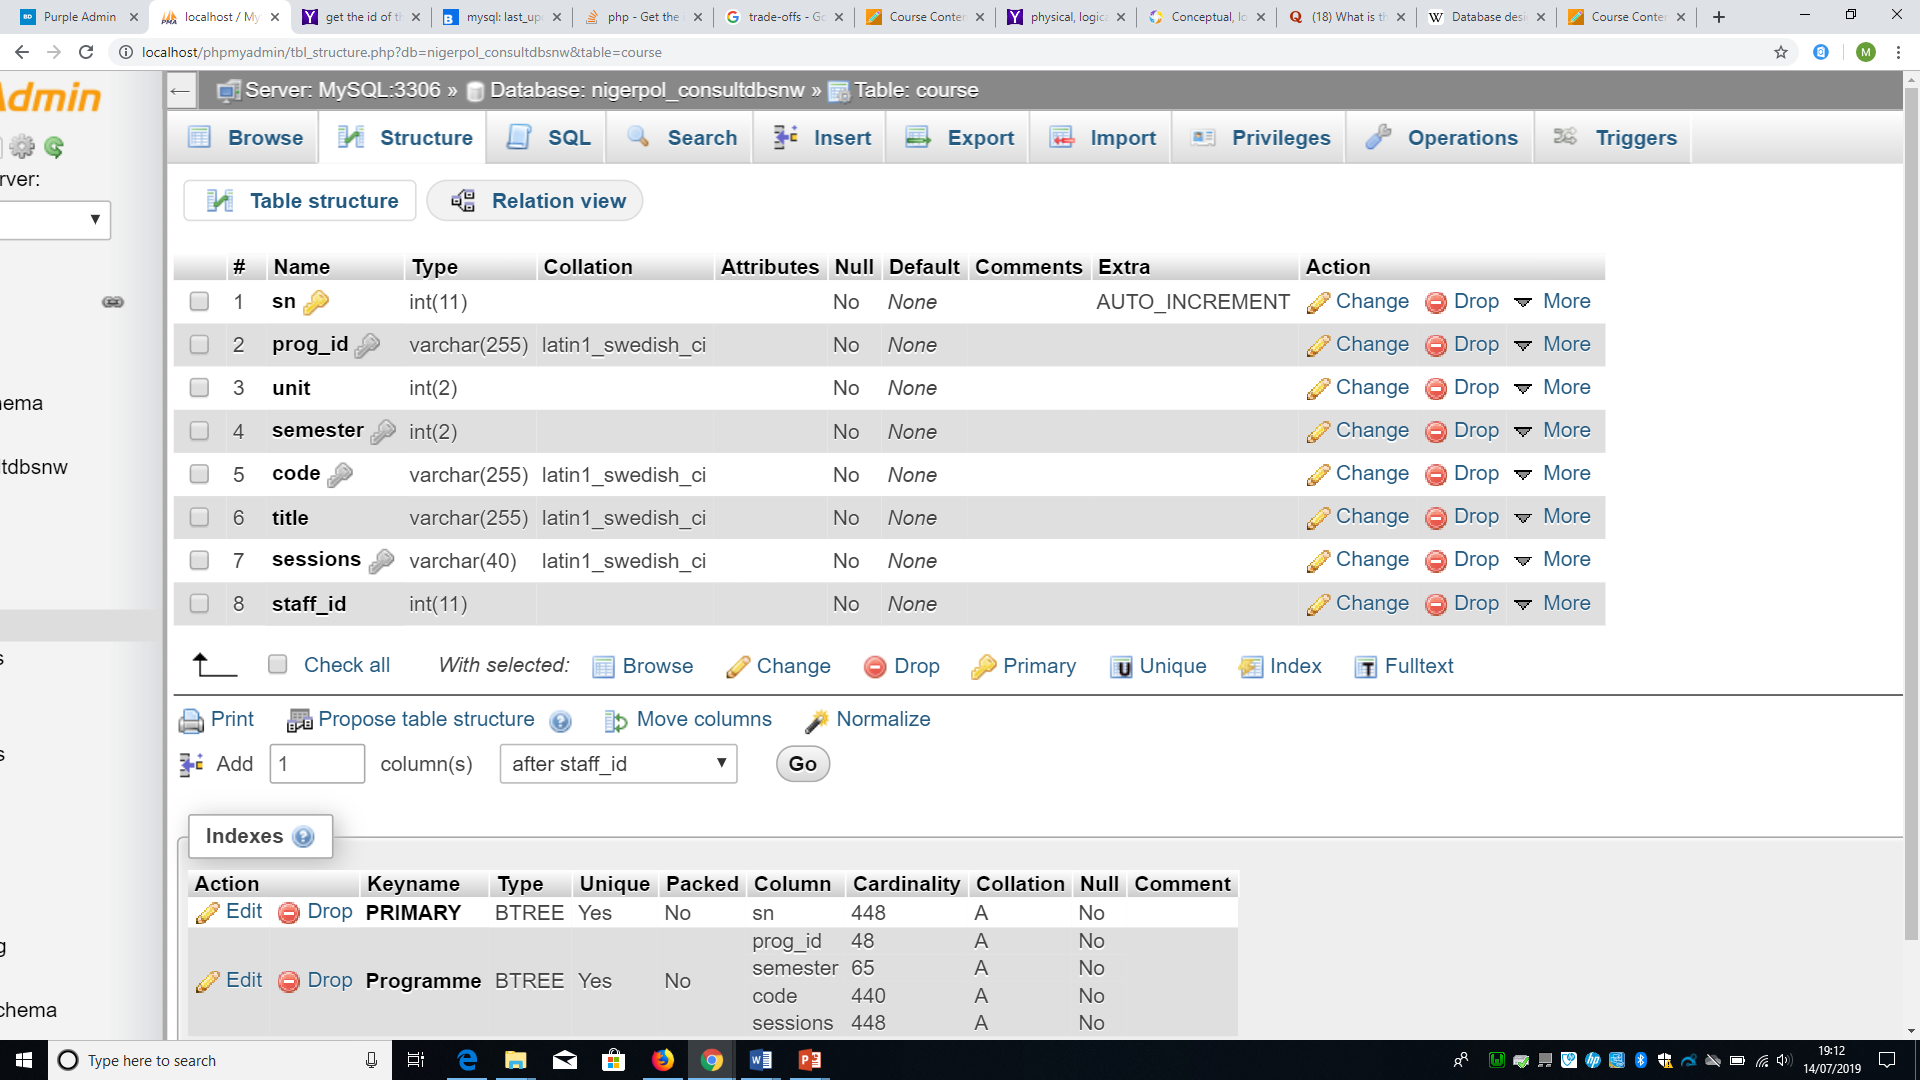 Purple Admin
localhost / My
get the id of t
mysql: last_up
php - Get the
trade-offs - Go
Course Conter
physical, logic
Conceptual, lo
(18) What is th
Database desi
Course Conter
localhost/phpmyadmin/tbl_structure.php?db=nigerpol_consultdbsnw&table=course
M
Admin
rver:
hema
ltdbsnw
s
s
g
chema
Server: MySQL:3306 » Database: nigerpol_consultdbsnw » Table: course
Browse Structure SQL Search Insert Export Import Privileges Operations Triggers
Table structure Relation view
# Name Type Collation Attributes Null Default Comments Extra Action
1 sn int(11) No None AUTO_INCREMENT Change Drop More
2 prog_id varchar(255) latin1_swedish_ci No None Change Drop More
3 unit int(2) No None Change Drop More
4 semester int(2) No None Change Drop More
5 code varchar(255) latin1_swedish_ci No None Change Drop More
6 title varchar(255) latin1_swedish_ci No None Change Drop More
7 sessions varchar(40) latin1_swedish_ci No None Change Drop More
8 staff_id int(11) No None Change Drop More
Check all With selected: Browse Change Drop Primary Unique Index Fulltext
Print Propose table structure Move columns Normalize
Add 1 column(s) after staff_id Go
Indexes
Action Keyname Type Unique Packed Column Cardinality Collation Null Comment
Edit Drop PRIMARY BTREE Yes No sn 448 A No
prog_id 48 A No
semester 65 A No
Edit Drop Programme BTREE Yes No
code 440 A No
sessions 448 A No
Type here to search
19:12
14/07/2019